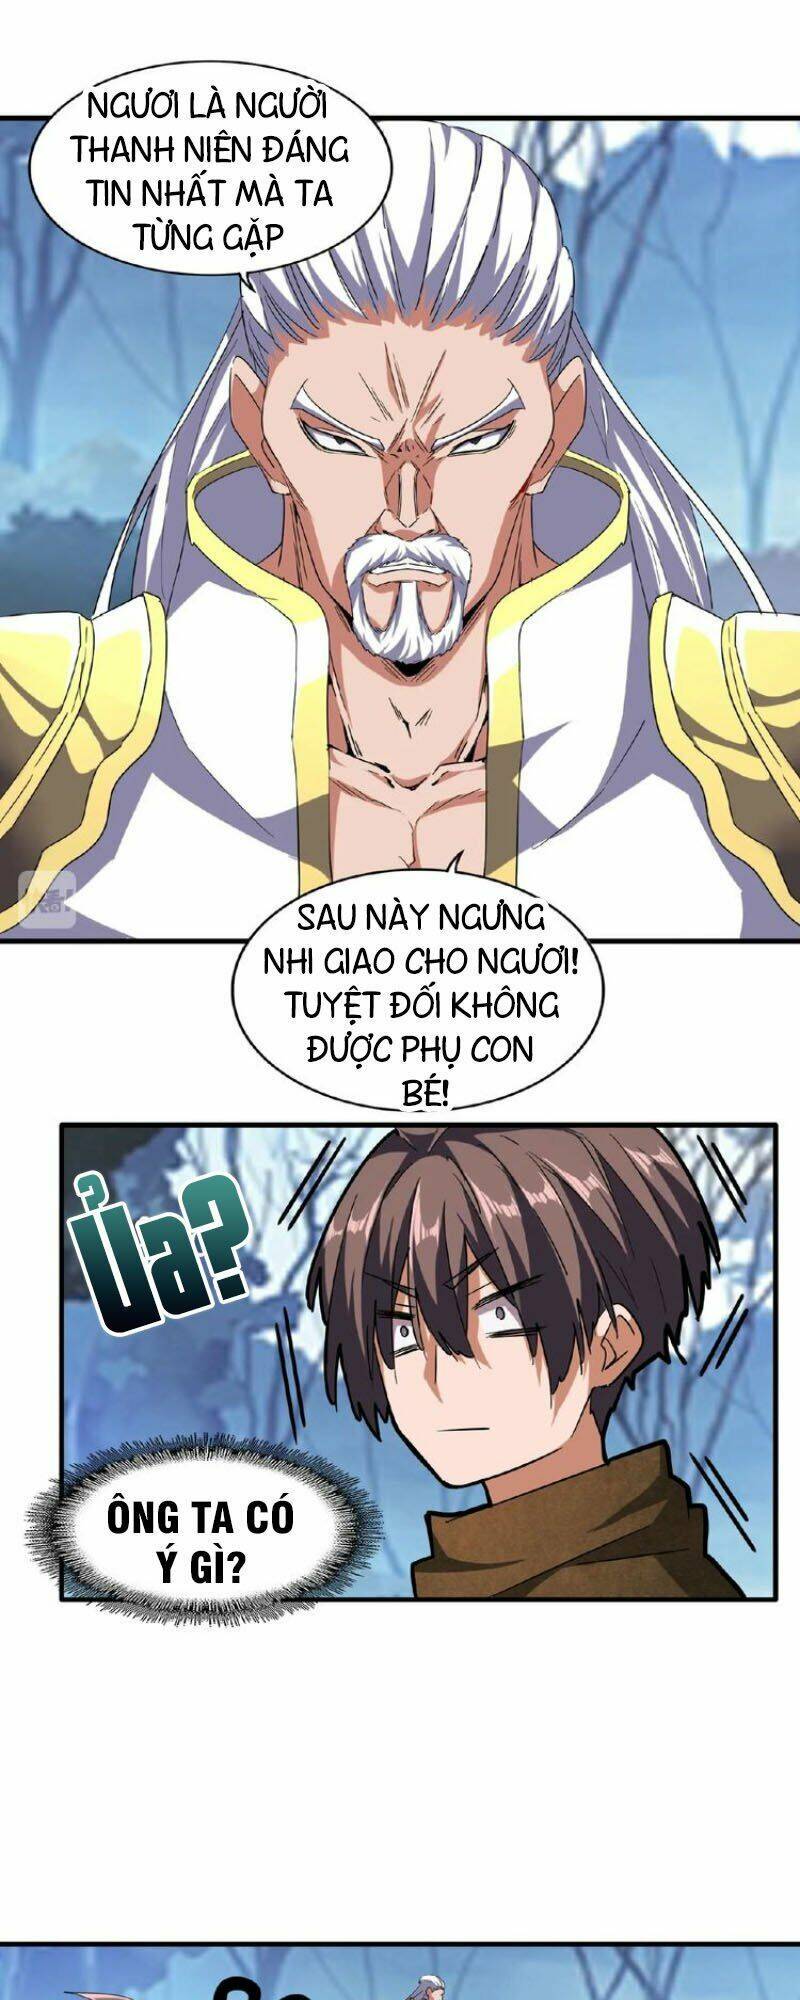 NGƯƠI LÀ NGƯỜI
THANH NIÊN ĐÁNG
TIN NHẤT MÀ TA
TỪNG GẶP
SAU NÀY NGƯNG
NHI GIAO CHO NGƯƠI!
TUYỆT ĐỐI KHÔNG
ĐƯỢC PHỤ CON
BÉ!
Ủa?
ÔNG TA CÓ
Ý GÌ?